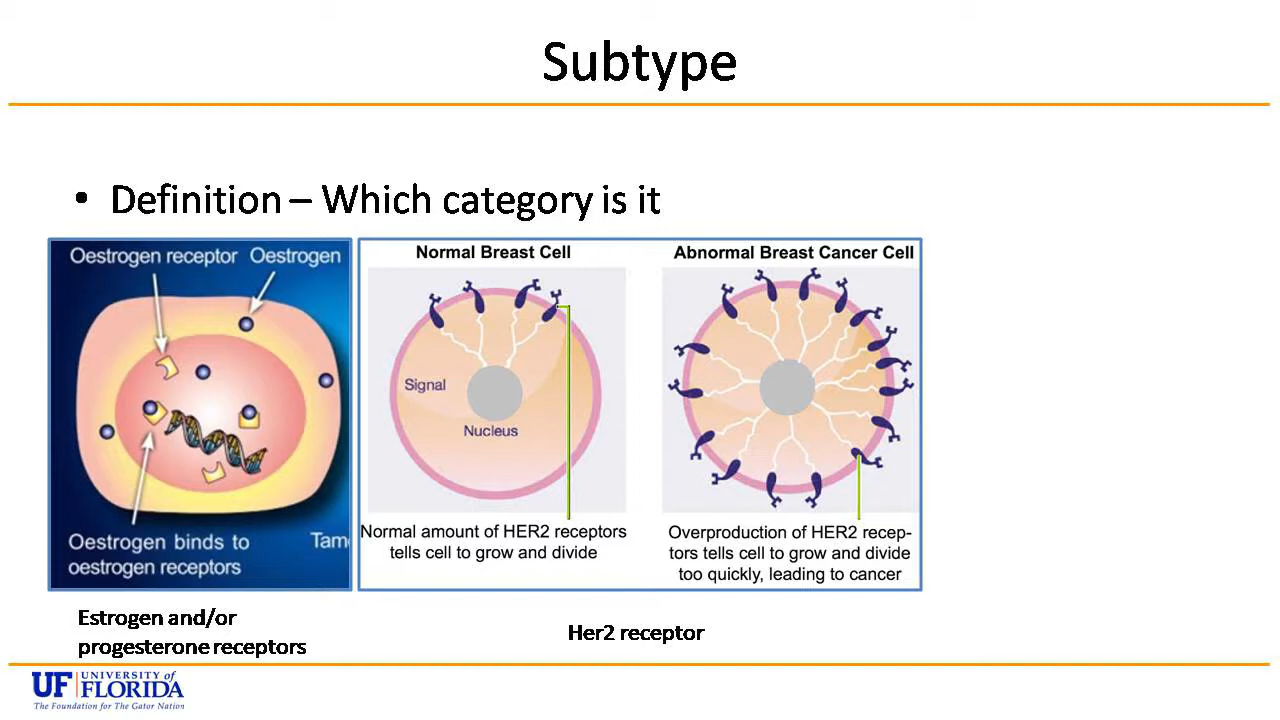 Subtype
• Definition – Which category is it
Oestrogen receptor Oestrogen
Oestrogen binds to
oestrogen receptors
Tam
Normal Breast Cell
Signal
Nucleus
Normal amount of HER2 receptors
tells cell to grow and divide
Abnormal Breast Cancer Cell
Overproduction of HER2 recep-
tors tells cell to grow and divide
too quickly, leading to cancer
Estrogen and/or
progesterone receptors
Her2 receptor
UF UNIVERSITY of
FLORIDA
The Foundation for The Gator Nation